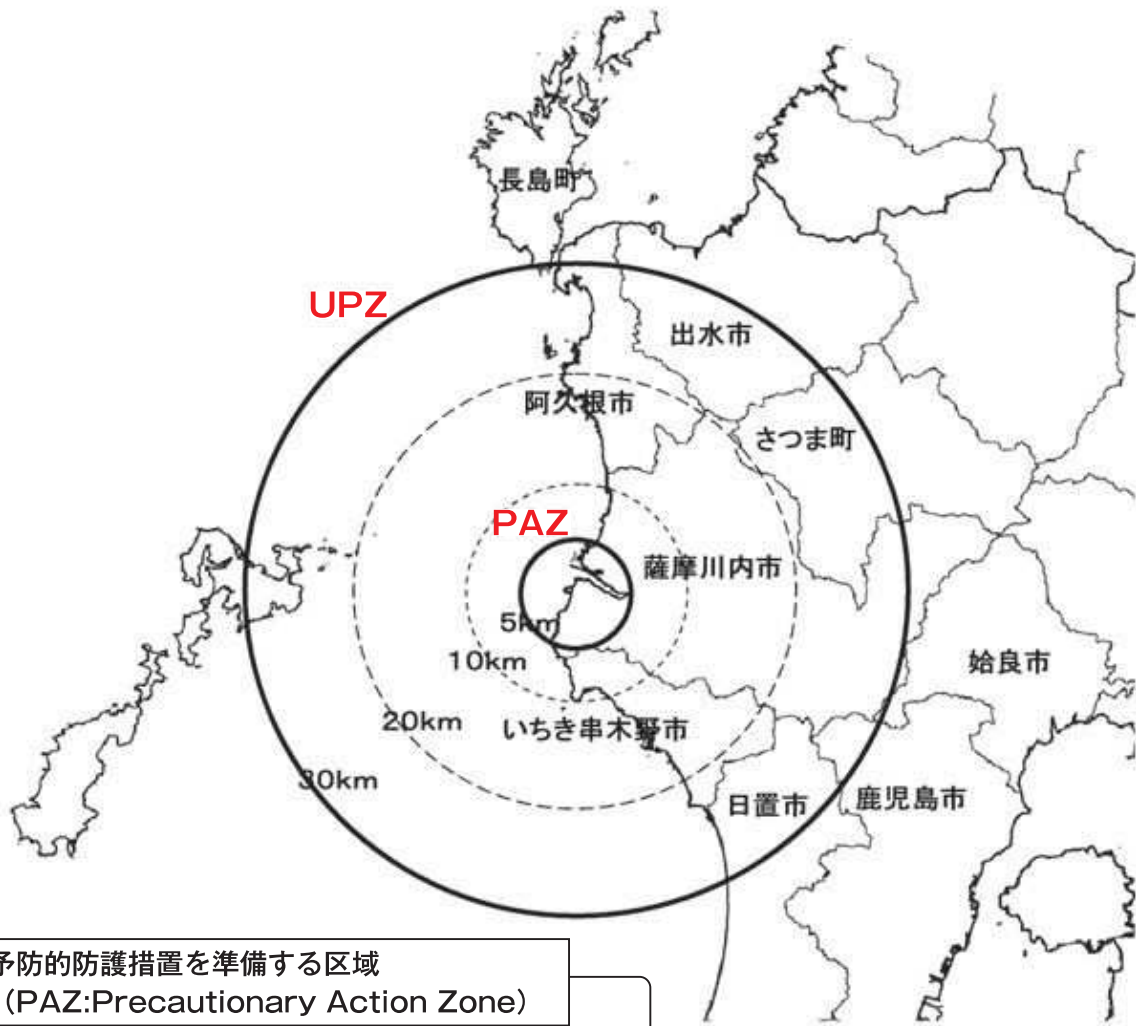 長島町
UPZ
出水市
阿久根市
さつま町
PAZ
薩摩川内市
5km
10km
姶良市
20km
いちき串木野市
30km
日置市
鹿児島市
予防的防護措置を準備する区域
(PAZ:Precautionary Action Zone)